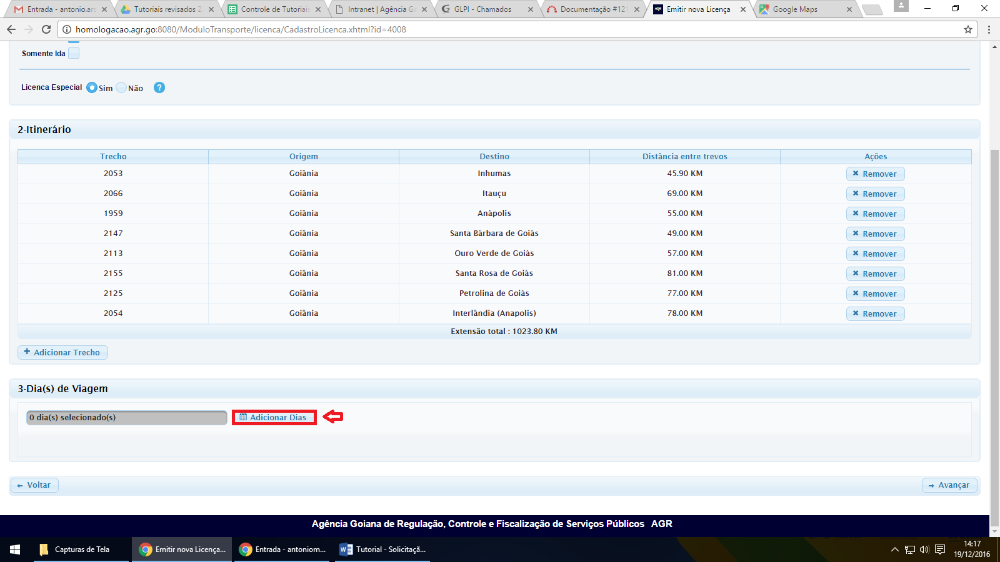 Entrada - antonio.ars
Tutoriais revisados 2
Controle de Tutoriais
Intranet | Agência Go
GLPI - Chamados
Documentação #121
AGR
Emitir nova Licença
Google Maps
homologacao.agr.go:8080/ModuloTransporte/licenca/CadastroLicenca.xhtml?id=4008
Somente Ida
Licenca Especial Sim Não ?
2-Itinerário
Trecho Origem Destino Distância entre trevos Ações
2053 Goiânia Inhumas 45.90 KM Remover
2066 Goiânia Itauçu 69.00 KM Remover
1959 Goiânia Anápolis 55.00 KM Remover
2147 Goiânia Santa Bárbara de Goiás 49.00 KM Remover
2113 Goiânia Ouro Verde de Goiás 57.00 KM Remover
2155 Goiânia Santa Rosa de Goiás 81.00 KM Remover
2125 Goiânia Petrolina de Goiás 77.00 KM Remover
2054 Goiânia Interlândia (Anapolis) 78.00 KM Remover
Extensão total : 1023.80 KM
Adicionar Trecho
3-Dia(s) de Viagem
0 dia(s) selecionado(s) Adicionar Dias
Voltar Avançar
Agência Goiana de Regulação, Controle e Fiscalização de Serviços Públicos AGR
Capturas de Tela
Emitir nova Licença...
Entrada - antoniom...
Tutorial - Solicitaçã...
14:17
19/12/2016